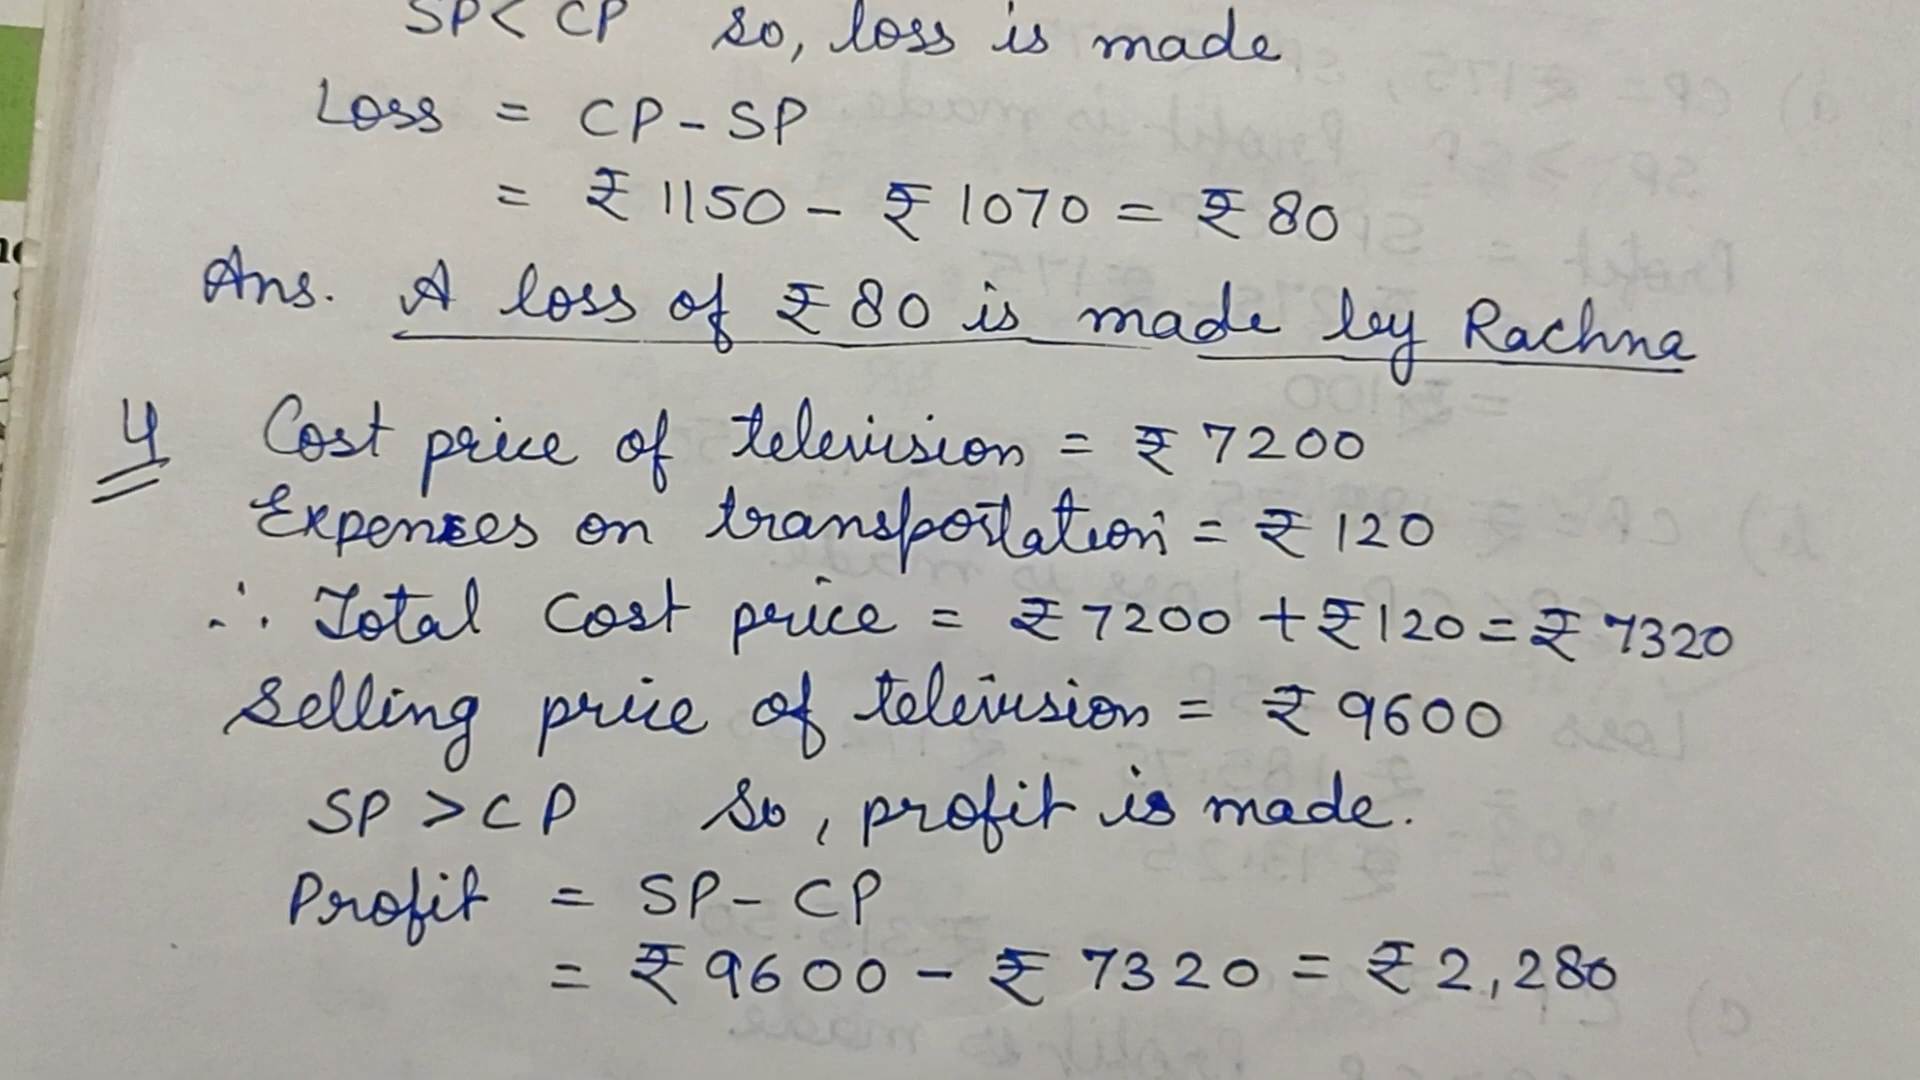 SP < CP so, loss is made
Loss = CP - SP
= ₹ 1150 - ₹ 1070 = ₹ 80
Ans. A loss of ₹ 80 is made by Rachna
4 Cost price of television = ₹ 7200
Expenses on transportation = ₹ 120
∴ Total cost price = ₹ 7200 + ₹ 120 = ₹ 7320
Selling price of television = ₹ 9600
SP > CP So, profit is made.
Profit = SP - CP
= ₹ 9600 - ₹ 7320 = ₹ 2,280